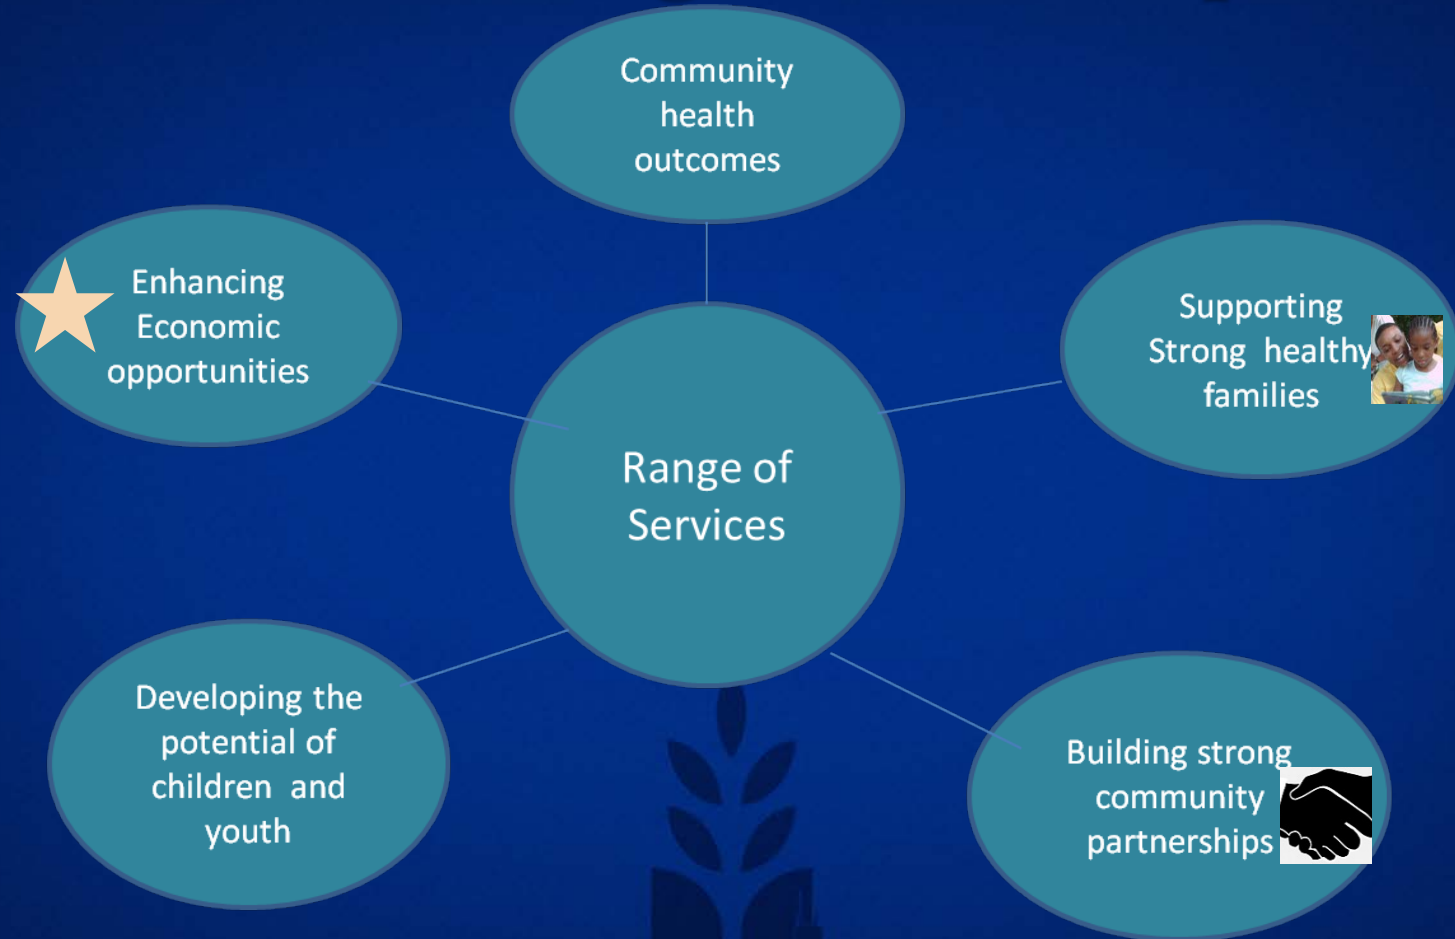 Community
health
outcomes
Enhancing
Economic
opportunities
Supporting
Strong healthy
families
Range of
Services
Developing the
potential of
children and
youth
Building strong
community
partnerships